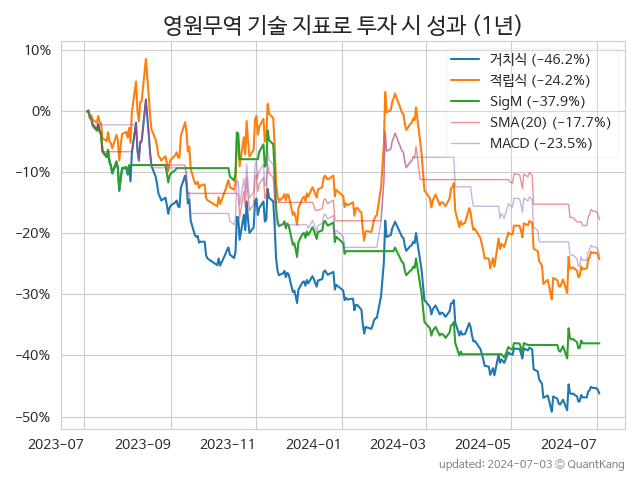 영원무역 기술 지표로 투자 시 성과 (1년)
10%
0%
−10%
−20%
−30%
−40%
−50%
거치식 (−46.2%)
적립식 (−24.2%)
SigM (−37.9%)
SMA(20) (−17.7%)
MACD (−23.5%)
2023-07
2023-09
2023-11
2024-01
2024-03
2024-05
2024-07
updated: 2024-07-03 © QuantKang